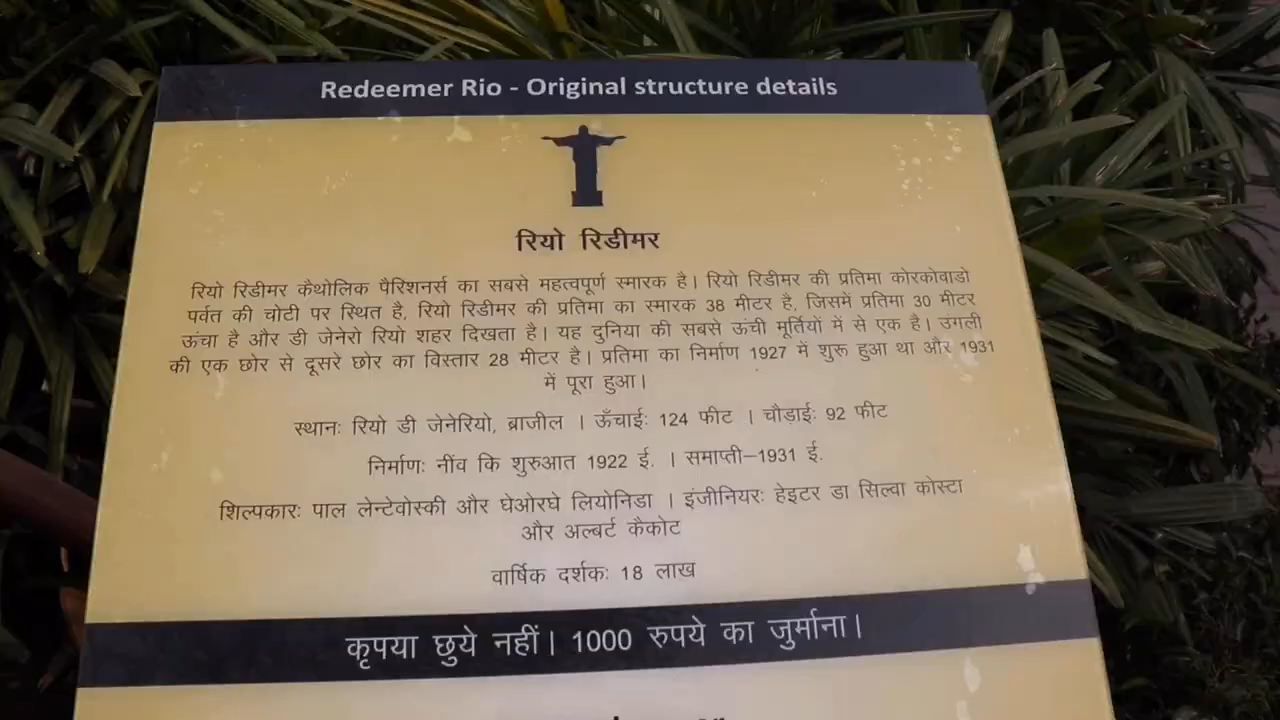 Redeemer Rio - Original structure details
रियो रिडीमर
रियो रिडीमर कैथोलिक पैरिशनर्स का सबसे महत्वपूर्ण स्मारक है। रियो रिडीमर की प्रतिमा कोरकोवाडो
पर्वत की चोटी पर स्थित है, रियो रिडीमर की प्रतिमा का स्मारक 38 मीटर है, जिसमें प्रतिमा 30 मीटर
ऊंचा है और डी जेनेरो रियो शहर दिखता है। यह दुनिया की सबसे ऊंची मूर्तियों में से एक है। उंगली
की एक छोर से दूसरे छोर का विस्तार 28 मीटर है। प्रतिमा का निर्माण 1927 में शुरू हुआ था और 1931
में पूरा हुआ।
स्थानः रियो डी जेनेरियो, ब्राजील । ऊँचाईः 124 फीट । चौड़ाईः 92 फीट
निर्माणः नींव कि शुरुआत 1922 ई. । समाप्ती–1931 ई.
शिल्पकारः पाल लेन्टेवोस्की और घेओरघे लियोनिडा । इंजीनियरः हेइटर डा सिल्वा कोस्टा
और अल्बर्ट कैकोट
वार्षिक दर्शकः 18 लाख
कृपया छुये नहीं। 1000 रुपये का जुर्माना।